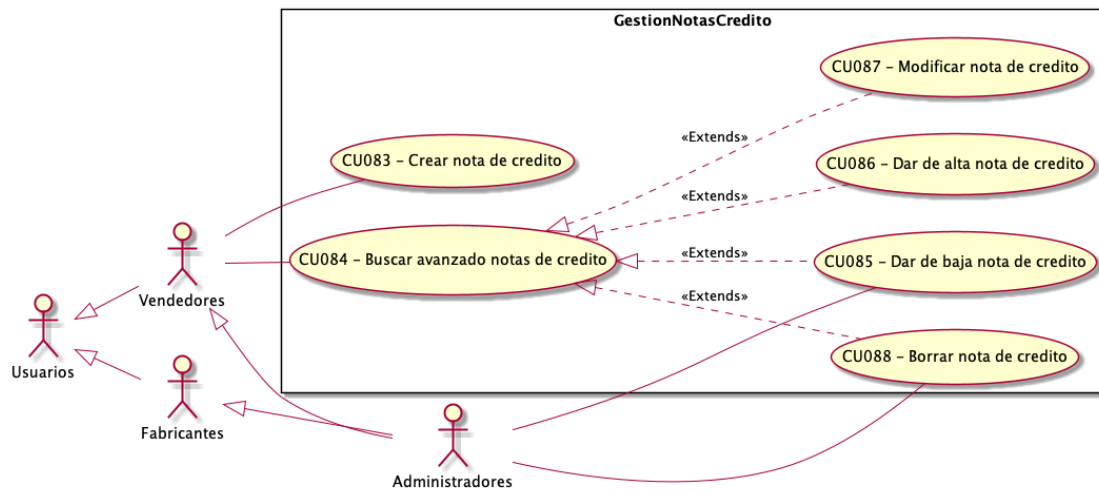 GestionNotasCredito
CU087 – Modificar nota de credito
«Extends»
CU083 – Crear nota de credito
CU086 – Dar de alta nota de credito
«Extends»
«Extends»
CU084 – Buscar avanzado notas de credito
CU085 – Dar de baja nota de credito
«Extends»
Vendedores
CU088 – Borrar nota de credito
Usuarios
Fabricantes
Administradores